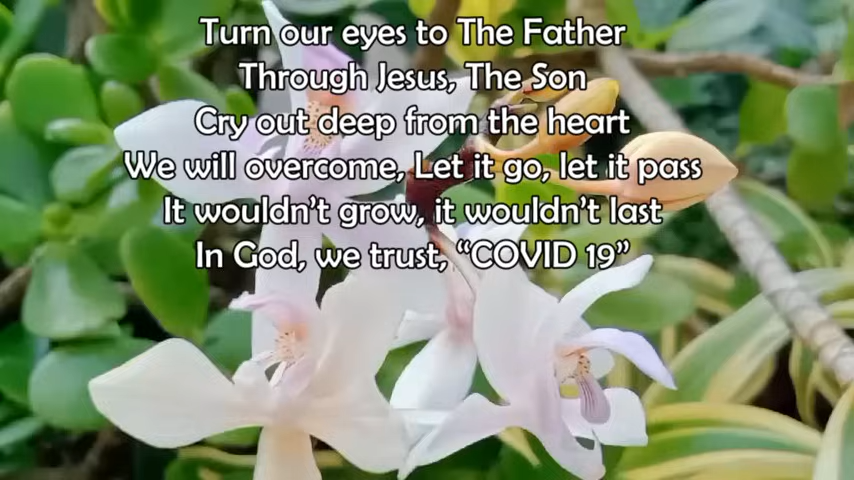 Turn our eyes to The Father
Through Jesus, The Son
Cry out deep from the heart
We will overcome, Let it go, let it pass
It wouldn’t grow, it wouldn’t last
In God, we trust, “COVID 19”